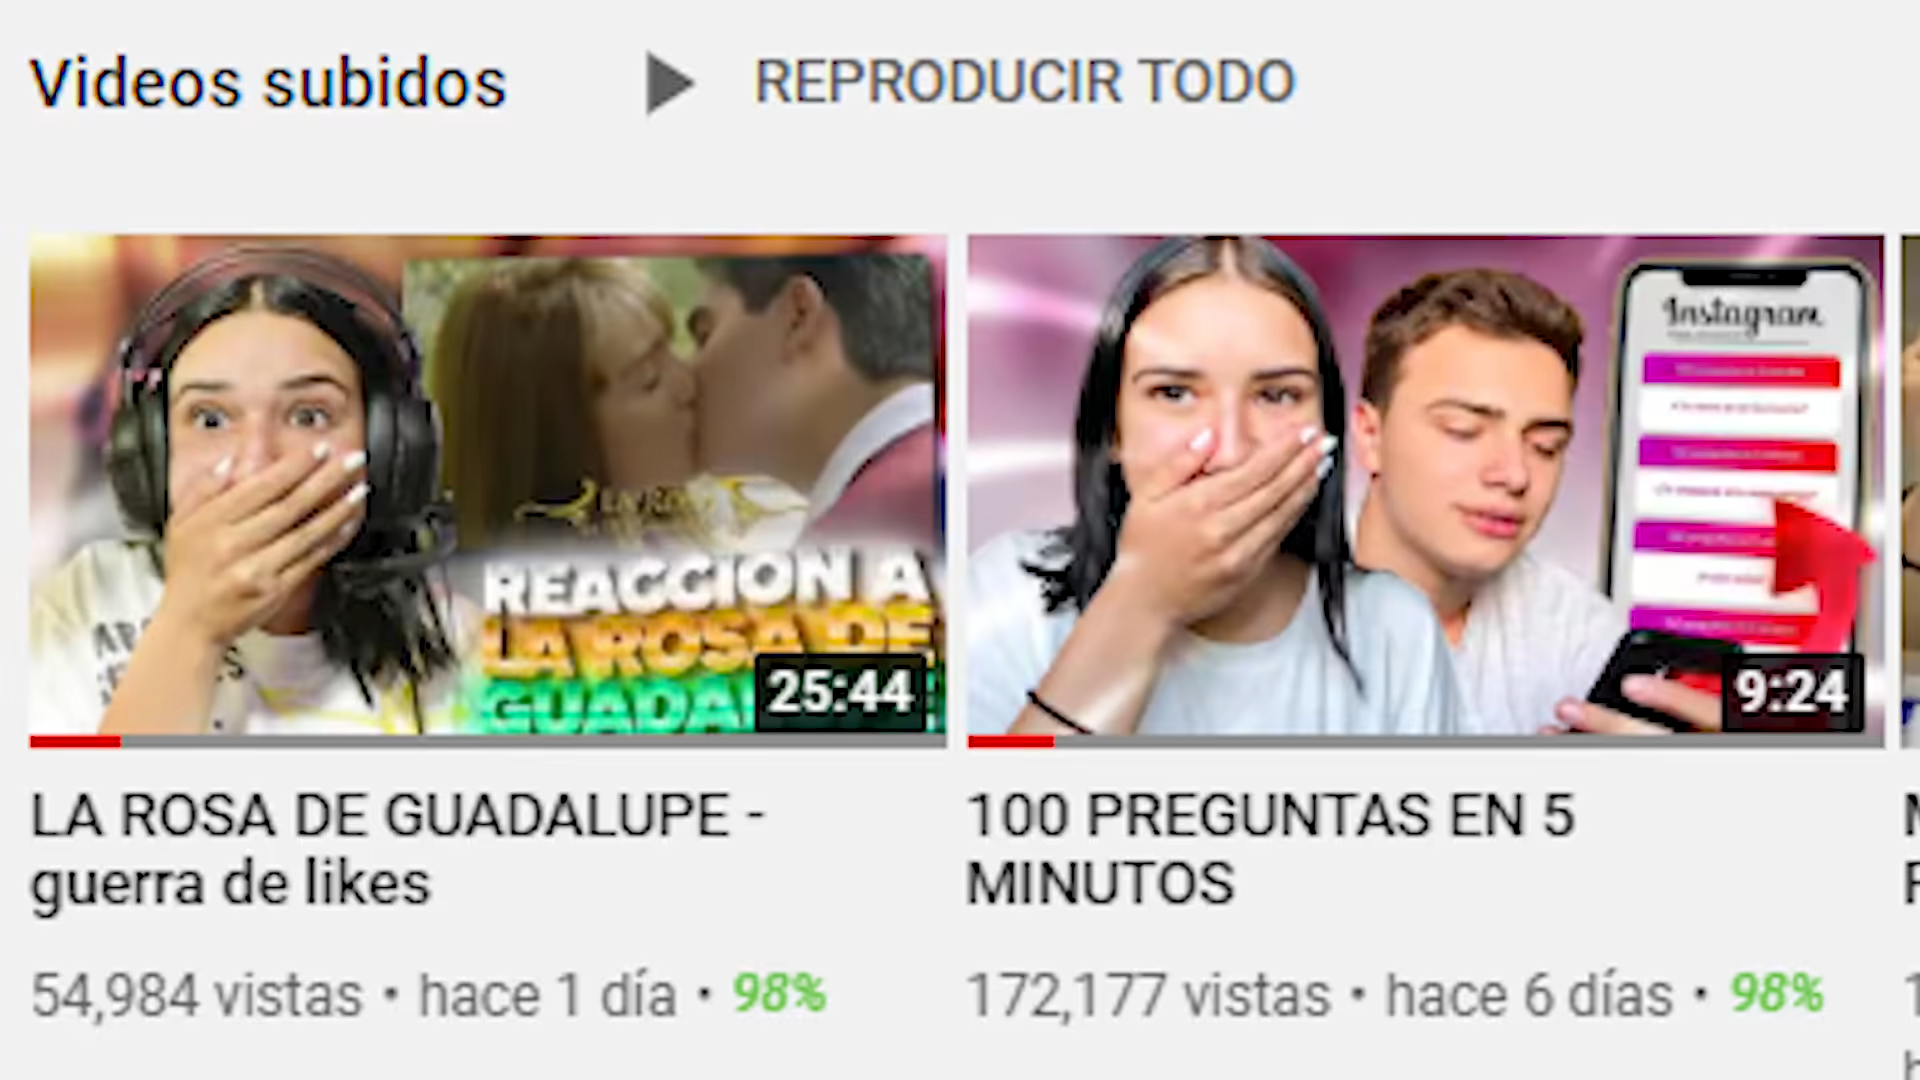 Videos subidos
REPRODUCIR TODO
REACCION A
LA ROSA DE
25:44
Instagram
9:24
LA ROSA DE GUADALUPE -
guerra de likes
54,984 vistas • hace 1 día • 98%
100 PREGUNTAS EN 5
MINUTOS
172,177 vistas • hace 6 días • 98%